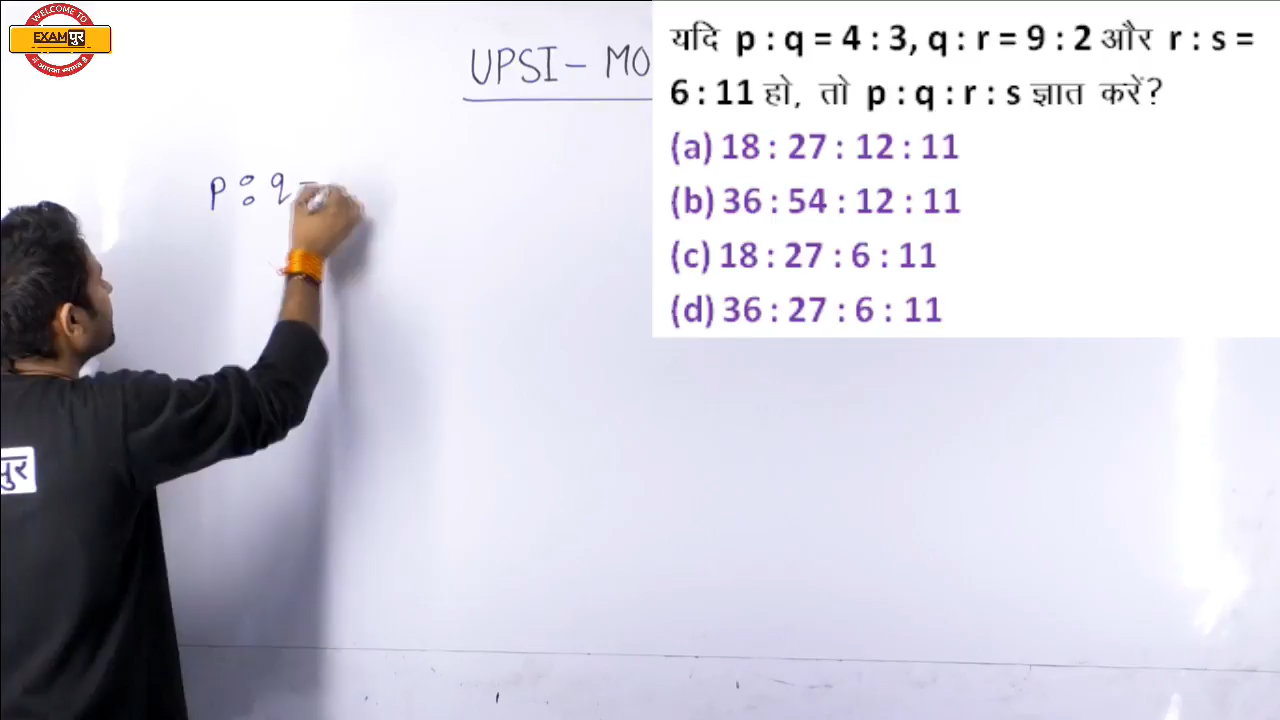 WELCOME TO
EXAMपुर
UPSI - MO
p : q =
पुर
यदि p : q = 4 : 3, q : r = 9 : 2 और r : s =
6 : 11 हो, तो p : q : r : s ज्ञात करें?
(a) 18 : 27 : 12 : 11
(b) 36 : 54 : 12 : 11
(c) 18 : 27 : 6 : 11
(d) 36 : 27 : 6 : 11